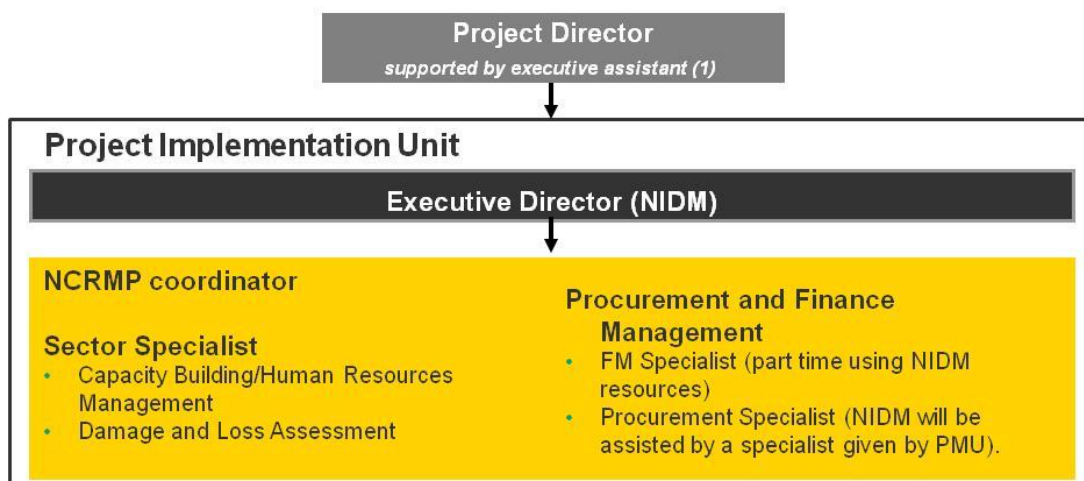 Project Director
supported by executive assistant (1)
Project Implementation Unit
Executive Director (NIDM)
NCRMP coordinator
Sector Specialist
• Capacity Building/Human Resources
Management
• Damage and Loss Assessment
Procurement and Finance
Management
• FM Specialist (part time using NIDM
resources)
• Procurement Specialist (NIDM will be
assisted by a specialist given by PMU).